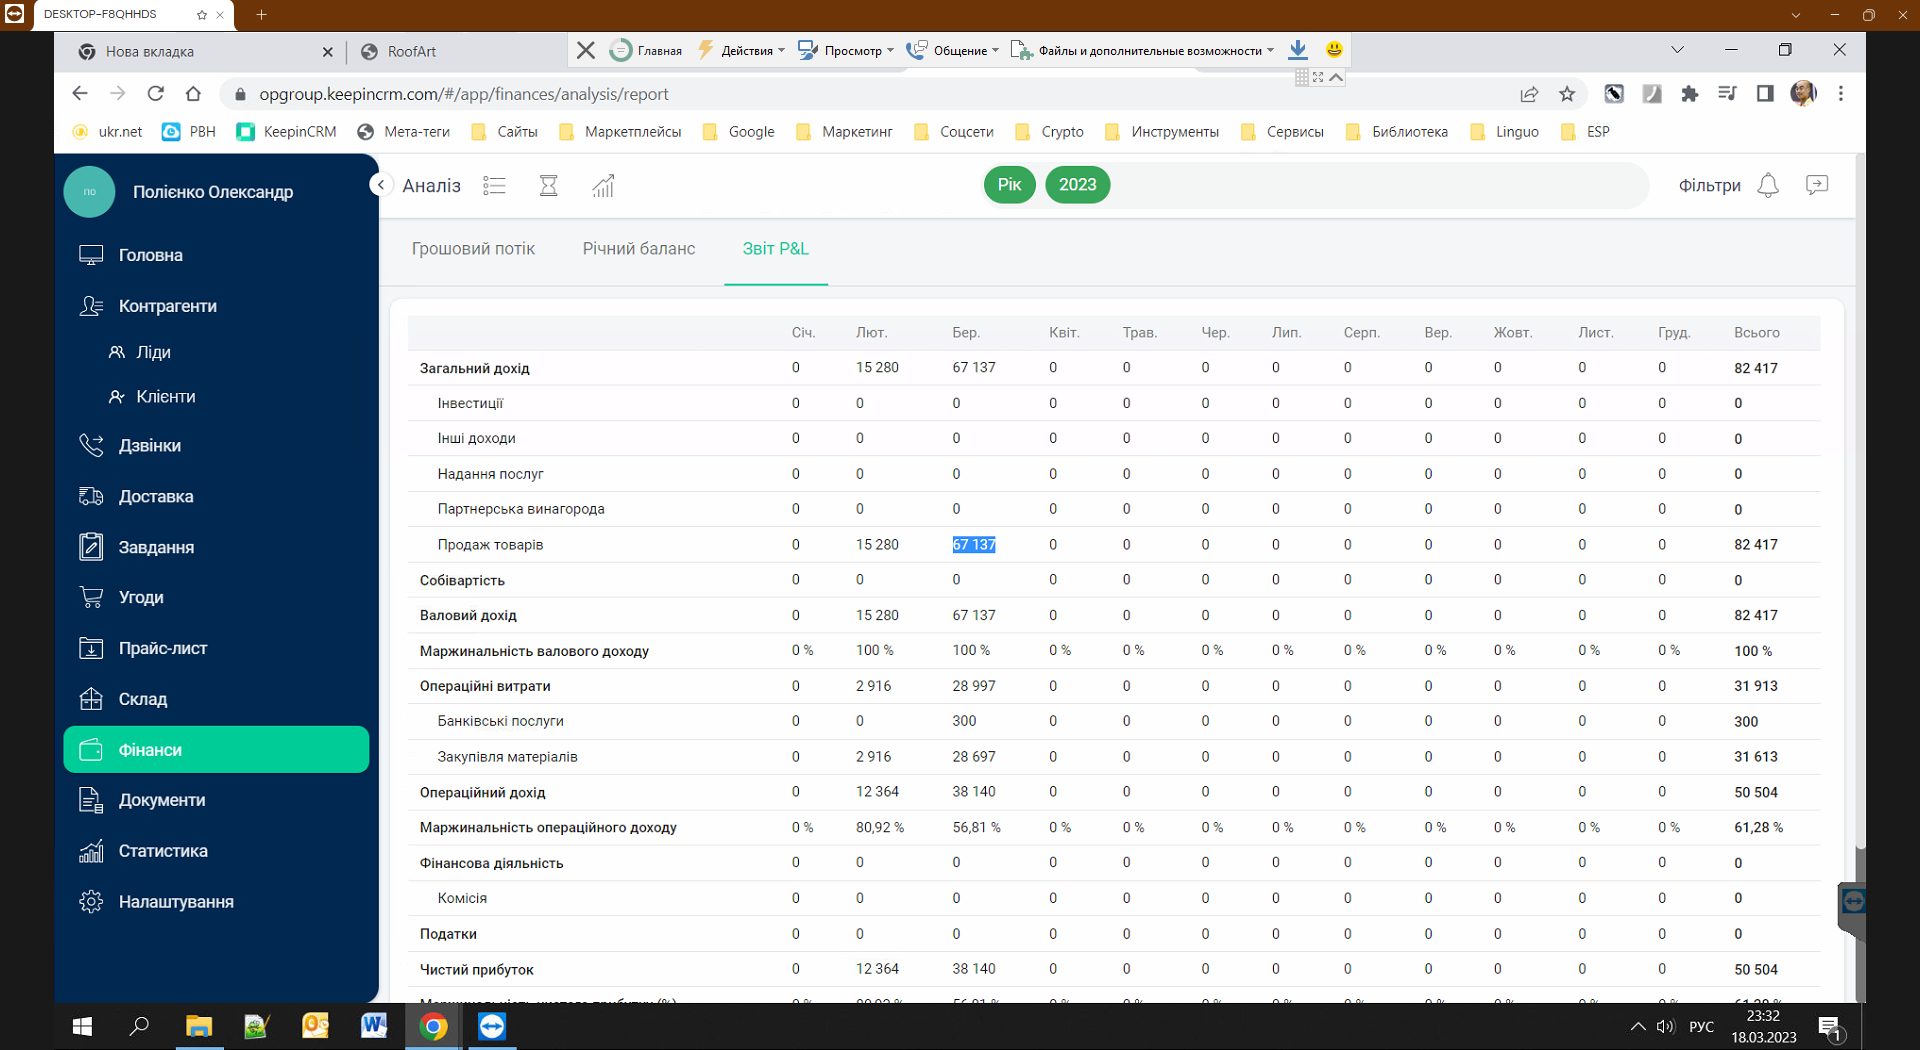 DESKTOP-F8QHHDS
Нова вкладка
RoofArt
Главная
Действия
Просмотр
Общение
Файлы и дополнительные возможности
opgroup.keepincrm.com/#/app/finances/analysis/report
ukr.net
РВН
KeepinCRM
Мета-теги
Сайты
Маркетплейсы
Google
Маркетинг
Соцсети
Crypto
Инструменты
Сервисы
Библиотека
Linguo
ESP
ПО
Полієнко Олександр
Головна
Контрагенти
Ліди
Клієнти
Дзвінки
Доставка
Завдання
Угоди
Прайс-лист
Склад
Фінанси
Документи
Статистика
Налаштування
Аналіз
Рік
2023
Фільтри
Грошовий потік Річний баланс Звіт P&L
Січ. Лют. Бер. Квіт. Трав. Чер. Лип. Серп. Вер. Жовт. Лист. Груд. Всього
Загальний дохід 0 15 280 67 137 0 0 0 0 0 0 0 0 0 82 417
Інвестиції 0 0 0 0 0 0 0 0 0 0 0 0 0
Інші доходи 0 0 0 0 0 0 0 0 0 0 0 0 0
Надання послуг 0 0 0 0 0 0 0 0 0 0 0 0 0
Партнерська винагорода 0 0 0 0 0 0 0 0 0 0 0 0 0
Продаж товарів 0 15 280 67 137 0 0 0 0 0 0 0 0 0 82 417
Собівартість 0 0 0 0 0 0 0 0 0 0 0 0 0
Валовий дохід 0 15 280 67 137 0 0 0 0 0 0 0 0 0 82 417
Маржинальність валового доходу 0 % 100 % 100 % 0 % 0 % 0 % 0 % 0 % 0 % 0 % 0 % 0 % 100 %
Операційні витрати 0 2 916 28 997 0 0 0 0 0 0 0 0 0 31 913
Банківські послуги 0 0 300 0 0 0 0 0 0 0 0 0 300
Закупівля матеріалів 0 2 916 28 697 0 0 0 0 0 0 0 0 0 31 613
Операційний дохід 0 12 364 38 140 0 0 0 0 0 0 0 0 0 50 504
Маржинальність операційного доходу 0 % 80,92 % 56,81 % 0 % 0 % 0 % 0 % 0 % 0 % 0 % 0 % 0 % 61,28 %
Фінансова діяльність 0 0 0 0 0 0 0 0 0 0 0 0 0
Комісія 0 0 0 0 0 0 0 0 0 0 0 0 0
Податки 0 0 0 0 0 0 0 0 0 0 0 0 0
Чистий прибуток 0 12 364 38 140 0 0 0 0 0 0 0 0 0 50 504
РУС
23:32
18.03.2023
1